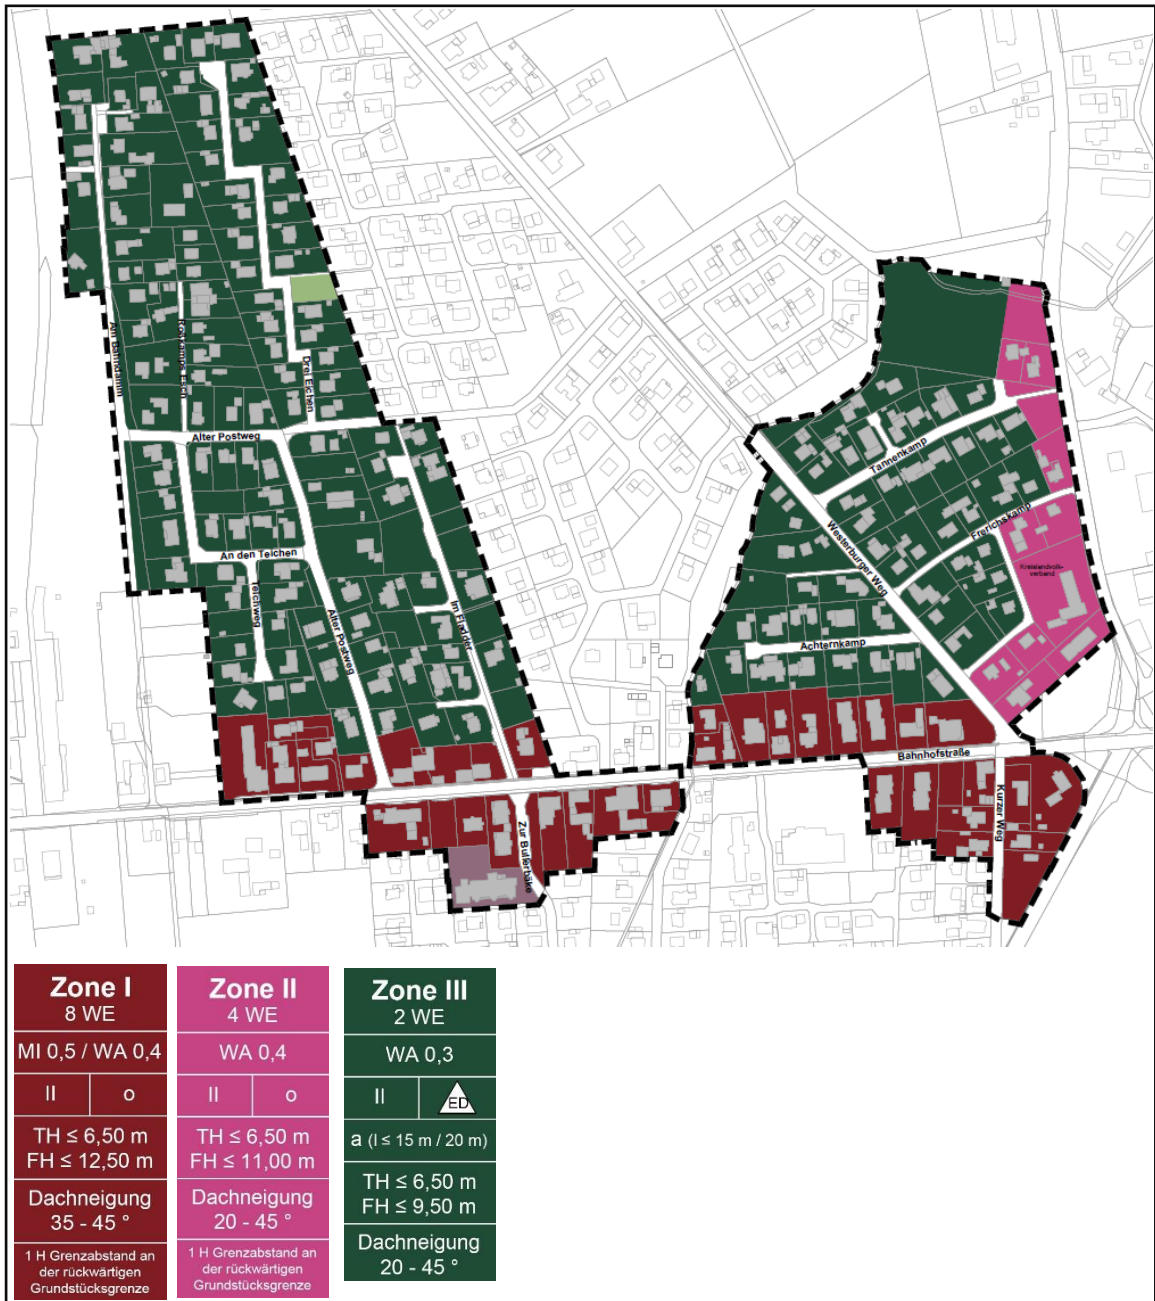 Am Bahndamm
Drei Eichen
Alter Postweg
An den Teichen
Teichweg
Alter Postweg
Im Fladder
Tannenkamp
Frerichskamp
Westerburger Weg
Kreislandvolk-
verband
Achternkamp
Bahnhofstraße
Kurzer Weg
Zur Bullerbäke
Zone I
8 WE
MI 0,5 / WA 0,4
II o
TH ≤ 6,50 m
FH ≤ 12,50 m
Dachneigung
35 - 45 °
1 H Grenzabstand an
der rückwärtigen
Grundstücksgrenze
Zone II
4 WE
WA 0,4
II o
TH ≤ 6,50 m
FH ≤ 11,00 m
Dachneigung
20 - 45 °
1 H Grenzabstand an
der rückwärtigen
Grundstücksgrenze
Zone III
2 WE
WA 0,3
II ED
a (l ≤ 15 m / 20 m)
TH ≤ 6,50 m
FH ≤ 9,50 m
Dachneigung
20 - 45 °